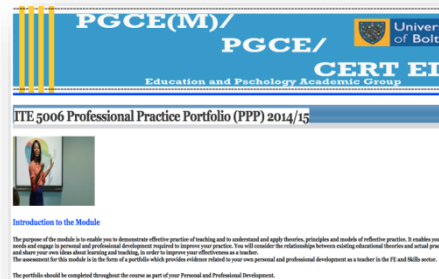 PGCE(M)/
PGCE/
CERT E
Univer
of Bolt
Education and Pschology Academic Group
ITE 5006 Professional Practice Portfolio (PPP) 2014/15
Introduction to the Module
The purpose of the module is to enable you to demonstrate effective practice of teaching and to understand and apply theories, principles and models of reflective practice. It enables you
needs and engage in personal and professional development required to improve your practice. You will consider the relationships between existing educational theories and actual prac
and share your own ideas about learning and teaching, in order to improve your effectiveness as a teacher.
The assessment for this module is in the form of a portfolio which provides evidence related to your own personal and professional development as a teacher in the FE and Skills sector.
The portfolio should be completed throughout the course as part of your Personal and Professional Development.